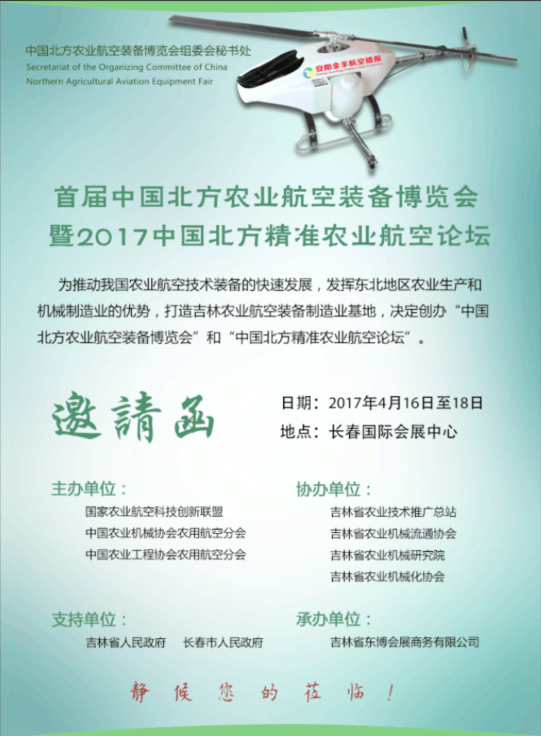 中国北方农业航空装备博览会组委会秘书处
Secretariat of the Organizing Committee of China
Northern Agricultural Aviation Equipment Fair
安阳全丰航空植保
首届中国北方农业航空装备博览会
暨2017中国北方精准农业航空论坛
为推动我国农业航空技术装备的快速发展，发挥东北地区农业生产和
机械制造业的优势，打造吉林农业航空装备制造业基地，决定创办“中国
北方农业航空装备博览会”和“中国北方精准农业航空论坛”。
邀請函
日期：2017年4月16日至18日
地点：长春国际会展中心
主办单位：
国家农业航空科技创新联盟
中国农业机械协会农用航空分会
中国农业工程协会农用航空分会
协办单位：
吉林省农业技术推广总站
吉林省农业机械流通协会
吉林省农业机械研究院
吉林省农业机械化协会
支持单位：
吉林省人民政府 长春市人民政府
承办单位：
吉林省东博会展商务有限公司
静候您的莅临！